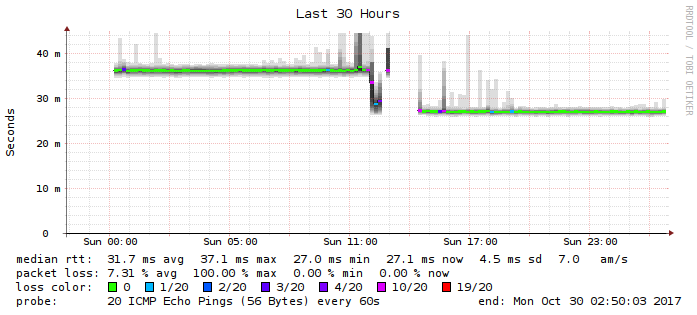 Last 30 Hours
RRDTOOL / TOBI OETIKER
Seconds
40 m
30 m
20 m
10 m
0
Sun 00:00 Sun 05:00 Sun 11:00 Sun 17:00 Sun 23:00
median rtt: 31.7 ms avg 37.1 ms max 27.0 ms min 27.1 ms now 4.5 ms sd 7.0 am/s
packet loss: 7.31 % avg 100.00 % max 0.00 % min 0.00 % now
loss color: 0 1/20 2/20 3/20 4/20 10/20 19/20
probe: 20 ICMP Echo Pings (56 Bytes) every 60s end: Mon Oct 30 02:50:03 2017